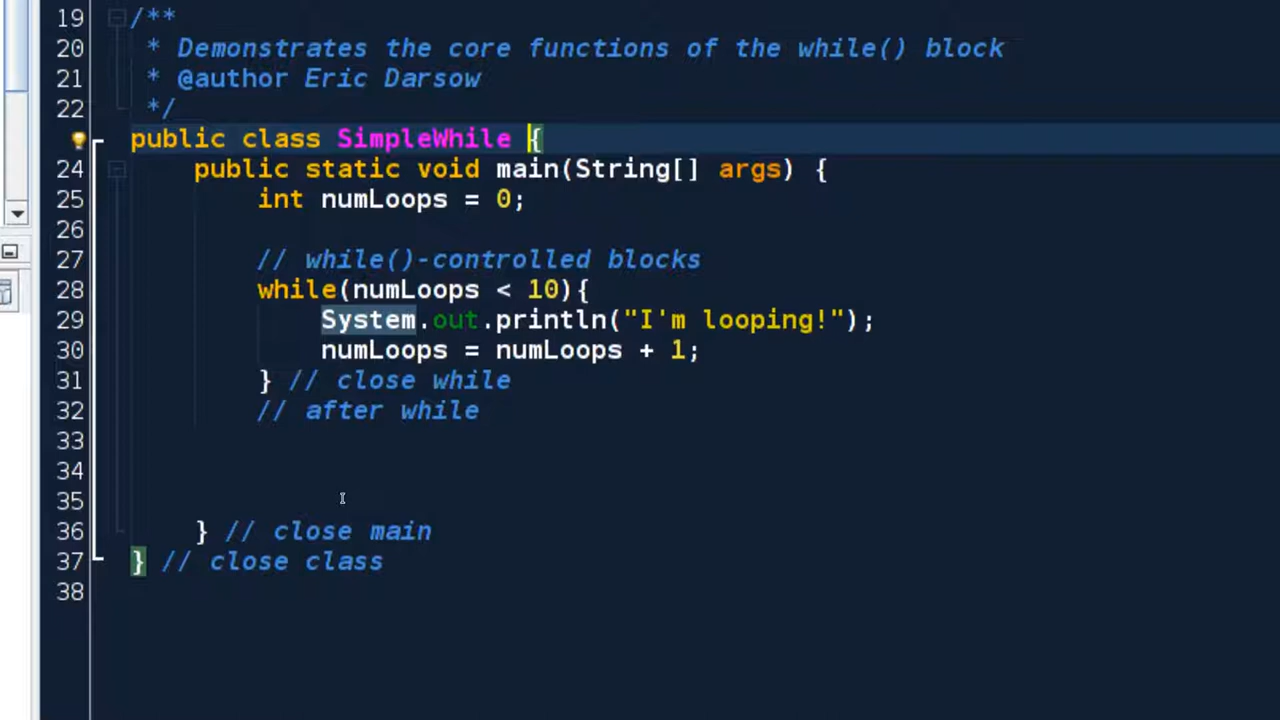 19 /**
20 * Demonstrates the core functions of the while() block
21 * @author Eric Darsow
22 */
public class SimpleWhile {
24 public static void main(String[] args) {
25 int numLoops = 0;
26
27 // while()-controlled blocks
28 while(numLoops < 10){
29 System.out.println("I'm looping!");
30 numLoops = numLoops + 1;
31 } // close while
32 // after while
33
34
35
36 } // close main
37 } // close class
38